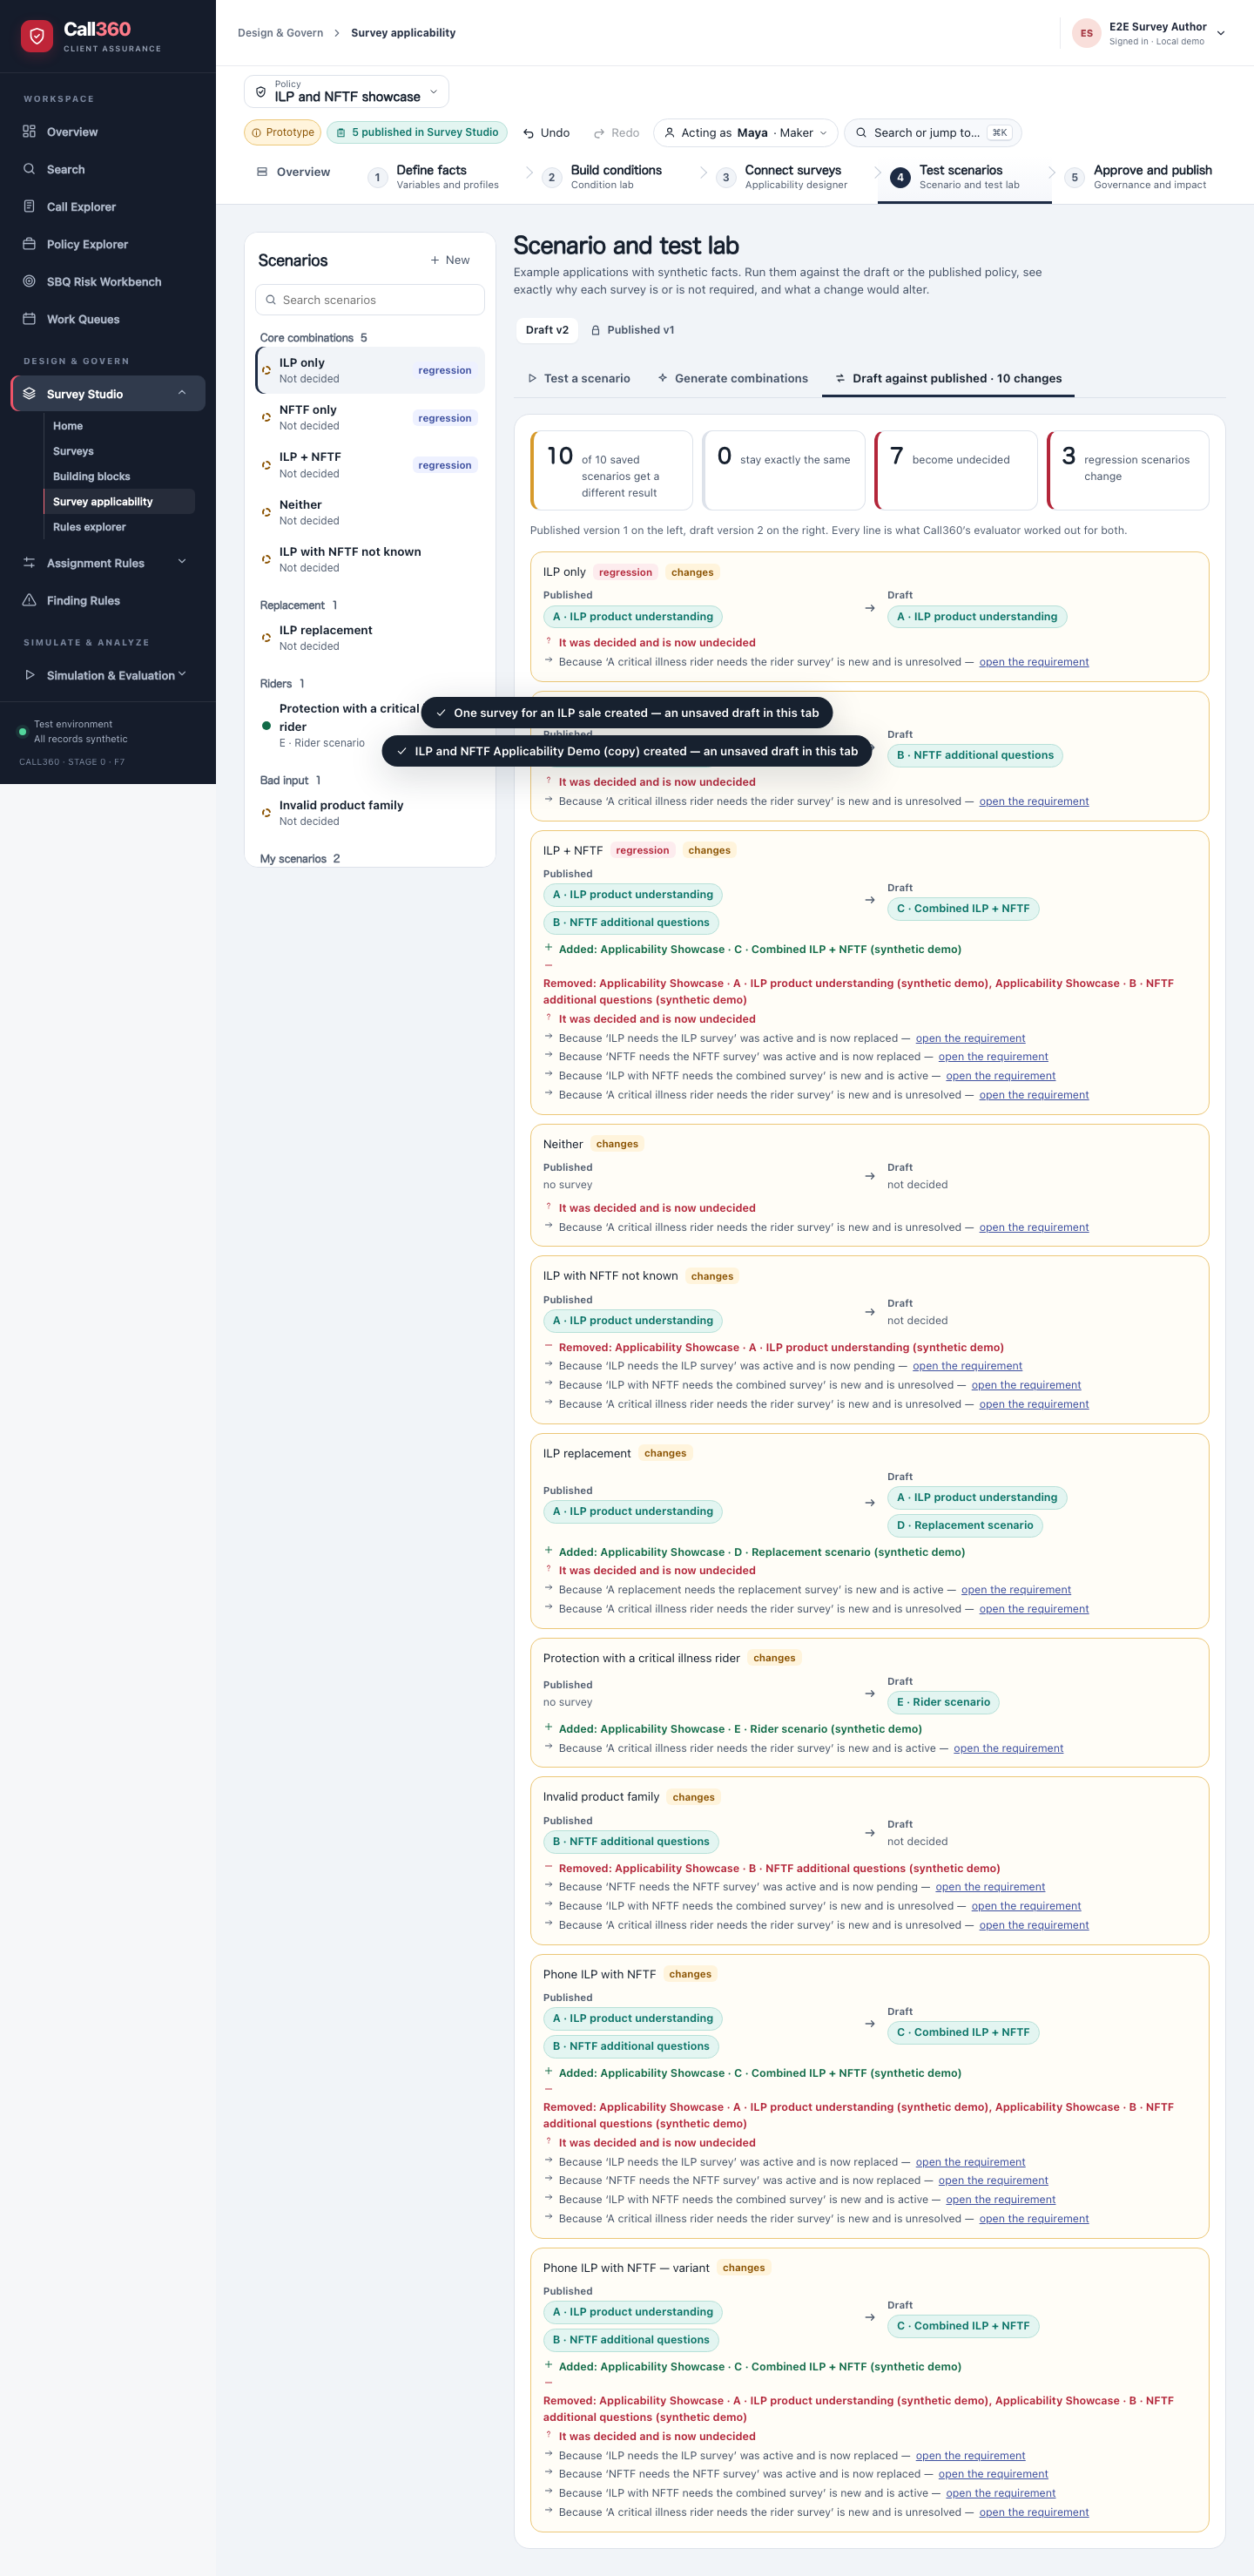 Call360
CLIENT ASSURANCE
WORKSPACE
Overview
Search
Call Explorer
Policy Explorer
SBQ Risk Workbench
Work Queues
DESIGN & GOVERN
Survey Studio
Home
Surveys
Building blocks
Survey applicability
Rules explorer
Assignment Rules
Finding Rules
SIMULATE & ANALYZE
Simulation & Evaluation
Test environment
All records synthetic
CALL360 · STAGE 0 · F7
Design & Govern > Survey applicability
ES
E2E Survey Author
Signed in · Local demo
Policy
ILP and NFTF showcase
Prototype
5 published in Survey Studio
Undo
Redo
Acting as Maya · Maker
Search or jump to... ⌘K
Overview
1 Define facts
Variables and profiles
2 Build conditions
Condition lab
3 Connect surveys
Applicability designer
4 Test scenarios
Scenario and test lab
5 Approve and publish
Governance and impact
Scenarios
+ New
Search scenarios
Core combinations 5
ILP only
Not decided
regression
NFTF only
Not decided
regression
ILP + NFTF
Not decided
regression
Neither
Not decided
ILP with NFTF not known
Not decided
Replacement 1
ILP replacement
Not decided
Riders 1
Protection with a critical
rider
E · Rider scenario
Bad input 1
Invalid product family
Not decided
My scenarios 2
Scenario and test lab
Example applications with synthetic facts. Run them against the draft or the published policy, see
exactly why each survey is or is not required, and what a change would alter.
Draft v2
Published v1
Test a scenario
Generate combinations
Draft against published · 10 changes
10 of 10 saved
scenarios get a
different result
0 stay exactly the same
7 become undecided
3 regression scenarios
change
Published version 1 on the left, draft version 2 on the right. Every line is what Call360’s evaluator worked out for both.
ILP only regression changes
Published
A · ILP product understanding
→
Draft
A · ILP product understanding
? It was decided and is now undecided
→ Because ‘A critical illness rider needs the rider survey’ is new and is unresolved — open the requirement
✓ One survey for an ILP sale created — an unsaved draft in this tab
✓ ILP and NFTF Applicability Demo (copy) created — an unsaved draft in this tab
Draft
B · NFTF additional questions
? It was decided and is now undecided
→ Because ‘A critical illness rider needs the rider survey’ is new and is unresolved — open the requirement
ILP + NFTF regression changes
Published
A · ILP product understanding
B · NFTF additional questions
→
Draft
C · Combined ILP + NFTF
+ Added: Applicability Showcase · C · Combined ILP + NFTF (synthetic demo)
−
Removed: Applicability Showcase · A · ILP product understanding (synthetic demo), Applicability Showcase · B · NFTF
additional questions (synthetic demo)
? It was decided and is now undecided
→ Because ‘ILP needs the ILP survey’ was active and is now replaced — open the requirement
→ Because ‘NFTF needs the NFTF survey’ was active and is now replaced — open the requirement
→ Because ‘ILP with NFTF needs the combined survey’ is new and is active — open the requirement
→ Because ‘A critical illness rider needs the rider survey’ is new and is unresolved — open the requirement
Neither changes
Published
no survey
→
Draft
not decided
? It was decided and is now undecided
→ Because ‘A critical illness rider needs the rider survey’ is new and is unresolved — open the requirement
ILP with NFTF not known changes
Published
A · ILP product understanding
→
Draft
not decided
− Removed: Applicability Showcase · A · ILP product understanding (synthetic demo)
→ Because ‘ILP needs the ILP survey’ was active and is now pending — open the requirement
→ Because ‘ILP with NFTF needs the combined survey’ is new and is unresolved — open the requirement
→ Because ‘A critical illness rider needs the rider survey’ is new and is unresolved — open the requirement
ILP replacement changes
Published
A · ILP product understanding
→
Draft
A · ILP product understanding
D · Replacement scenario
+ Added: Applicability Showcase · D · Replacement scenario (synthetic demo)
? It was decided and is now undecided
→ Because ‘A replacement needs the replacement survey’ is new and is active — open the requirement
→ Because ‘A critical illness rider needs the rider survey’ is new and is unresolved — open the requirement
Protection with a critical illness rider changes
Published
no survey
→
Draft
E · Rider scenario
+ Added: Applicability Showcase · E · Rider scenario (synthetic demo)
→ Because ‘A critical illness rider needs the rider survey’ is new and is active — open the requirement
Invalid product family changes
Published
B · NFTF additional questions
→
Draft
not decided
− Removed: Applicability Showcase · B · NFTF additional questions (synthetic demo)
→ Because ‘NFTF needs the NFTF survey’ was active and is now pending — open the requirement
→ Because ‘ILP with NFTF needs the combined survey’ is new and is unresolved — open the requirement
→ Because ‘A critical illness rider needs the rider survey’ is new and is unresolved — open the requirement
Phone ILP with NFTF changes
Published
A · ILP product understanding
B · NFTF additional questions
→
Draft
C · Combined ILP + NFTF
+ Added: Applicability Showcase · C · Combined ILP + NFTF (synthetic demo)
−
Removed: Applicability Showcase · A · ILP product understanding (synthetic demo), Applicability Showcase · B · NFTF
additional questions (synthetic demo)
? It was decided and is now undecided
→ Because ‘ILP needs the ILP survey’ was active and is now replaced — open the requirement
→ Because ‘NFTF needs the NFTF survey’ was active and is now replaced — open the requirement
→ Because ‘ILP with NFTF needs the combined survey’ is new and is active — open the requirement
→ Because ‘A critical illness rider needs the rider survey’ is new and is unresolved — open the requirement
Phone ILP with NFTF — variant changes
Published
A · ILP product understanding
B · NFTF additional questions
→
Draft
C · Combined ILP + NFTF
+ Added: Applicability Showcase · C · Combined ILP + NFTF (synthetic demo)
−
Removed: Applicability Showcase · A · ILP product understanding (synthetic demo), Applicability Showcase · B · NFTF
additional questions (synthetic demo)
? It was decided and is now undecided
→ Because ‘ILP needs the ILP survey’ was active and is now replaced — open the requirement
→ Because ‘NFTF needs the NFTF survey’ was active and is now replaced — open the requirement
→ Because ‘ILP with NFTF needs the combined survey’ is new and is active — open the requirement
→ Because ‘A critical illness rider needs the rider survey’ is new and is unresolved — open the requirement